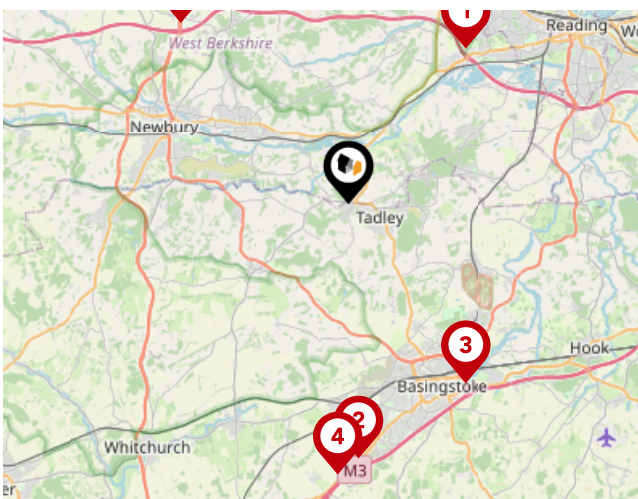 1
Reading
West Berkshire
Newbury
Tadley
3
Hook
Basingstoke
2
4
Whitchurch
M3